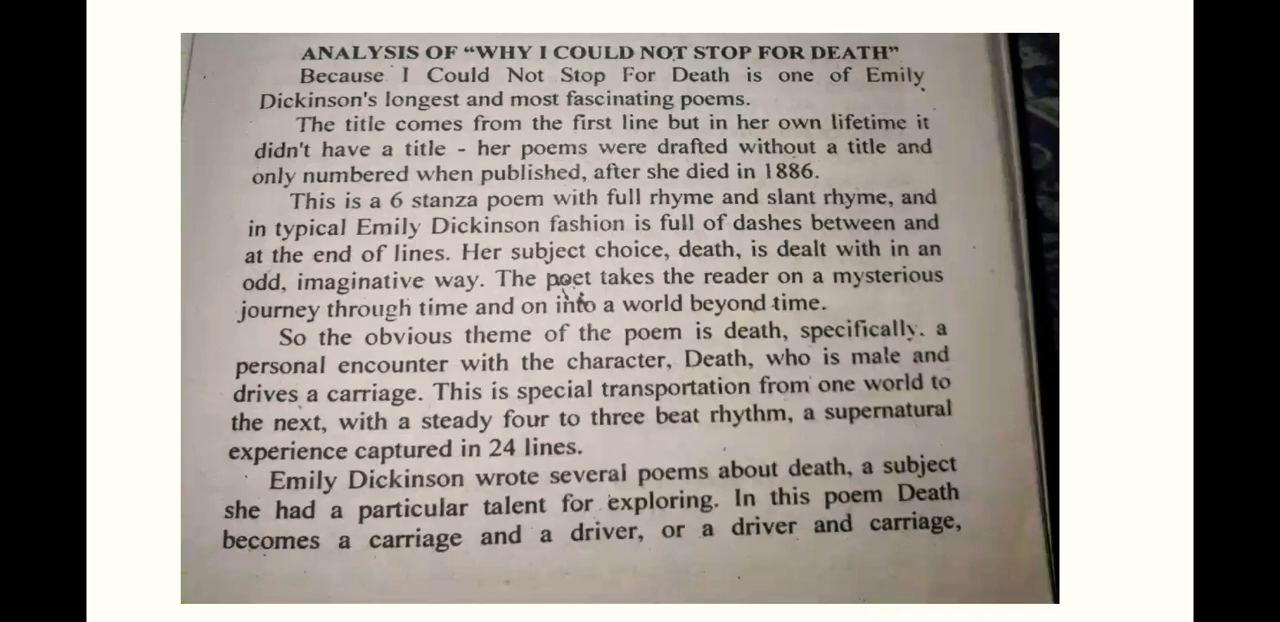 ANALYSIS OF “WHY I COULD NOT STOP FOR DEATH”
Because I Could Not Stop For Death is one of Emily
Dickinson's longest and most fascinating poems.
The title comes from the first line but in her own lifetime it
didn't have a title - her poems were drafted without a title and
only numbered when published, after she died in 1886.
This is a 6 stanza poem with full rhyme and slant rhyme, and
in typical Emily Dickinson fashion is full of dashes between and
at the end of lines. Her subject choice, death, is dealt with in an
odd, imaginative way. The poet takes the reader on a mysterious
journey through time and on into a world beyond time.
So the obvious theme of the poem is death, specifically. a
personal encounter with the character, Death, who is male and
drives a carriage. This is special transportation from one world to
the next, with a steady four to three beat rhythm, a supernatural
experience captured in 24 lines.
Emily Dickinson wrote several poems about death, a subject
she had a particular talent for exploring. In this poem Death
becomes a carriage and a driver, or a driver and carriage,